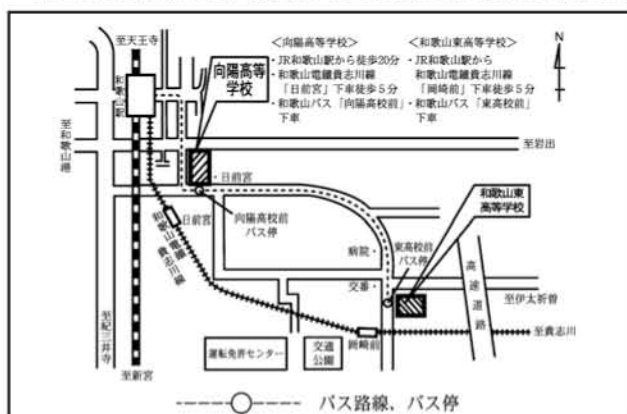 至天王寺
和歌山駅
至和歌山港
向陽高等
学校
<向陽高等学校>
・JR和歌山駅から徒歩20分
・和歌山電鐵貴志川線
「日前宮」下車徒歩5分
・和歌山バス「向陽高校前」
下車
<和歌山東高等学校>
・JR和歌山駅から
和歌山電鐵貴志川線
「岡崎前」下車徒歩5分
・和歌山バス「東高校前」
下車
N
至岩出
・日前宮
和歌山東
高等学校
向陽高校前
バス停
日前宮
和歌山電鐵
貴志川線
病院・
東高校前
バス停
交番・
高速道路
至伊太祈曽
至紀三井寺
至新宮
運転免許センター
交通
公園
岡崎前
至貴志川
バス路線、バス停